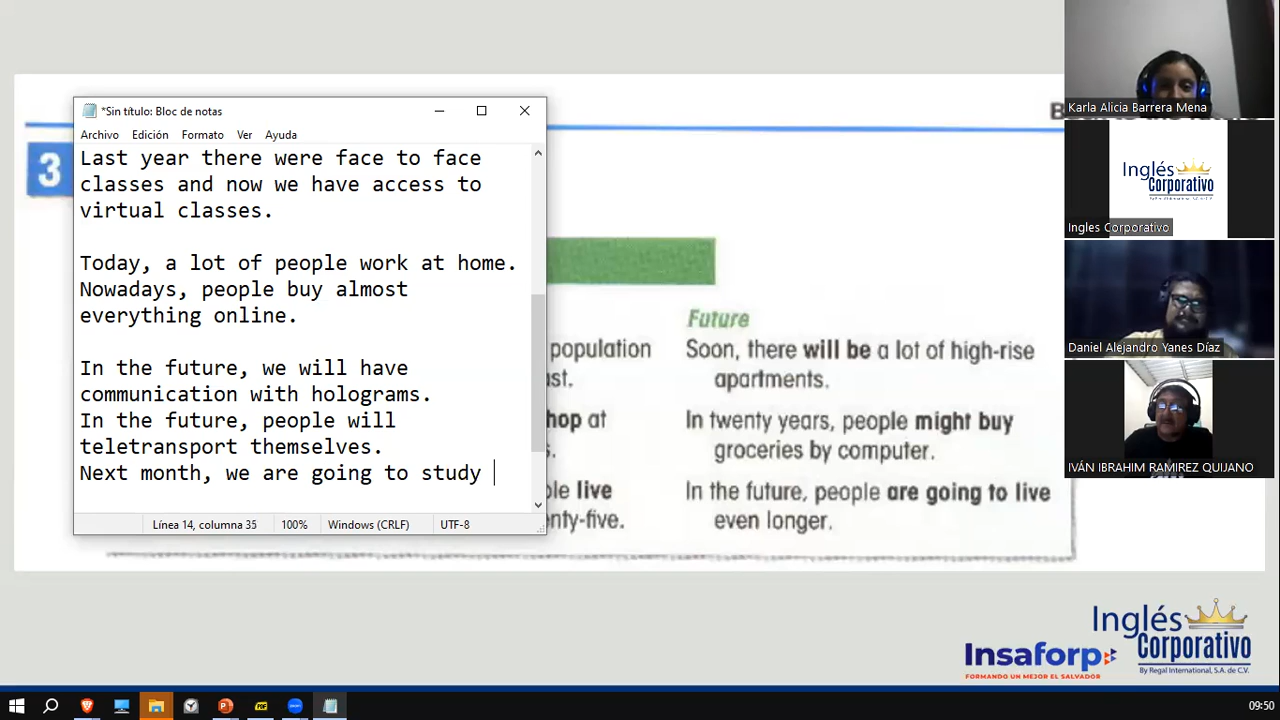 *Sin título: Bloc de notas
Archivo Edición Formato Ver Ayuda
Last year there were face to face
classes and now we have access to
virtual classes.
Today, a lot of people work at home.
Nowadays, people buy almost
everything online.
In the future, we will have
communication with holograms.
In the future, people will
teletransport themselves.
Next month, we are going to study
Línea 14, columna 35 100% Windows (CRLF) UTF-8
3
population
hop at
live
nty-five.
Future
Soon, there will be a lot of high-rise
apartments.
In twenty years, people might buy
groceries by computer.
In the future, people are going to live
even longer.
Karla Alicia Barrera Mena
Inglés
Corporativo
Ingles Corporativo
Daniel Alejandro Yanes Díaz
IVÁN IBRAHIM RAMIREZ QUIJANO
Insaforp
FORMANDO UN MEJOR EL SALVADOR
Inglés
Corporativo
By Regal International, S.A. de C.V.
09:50